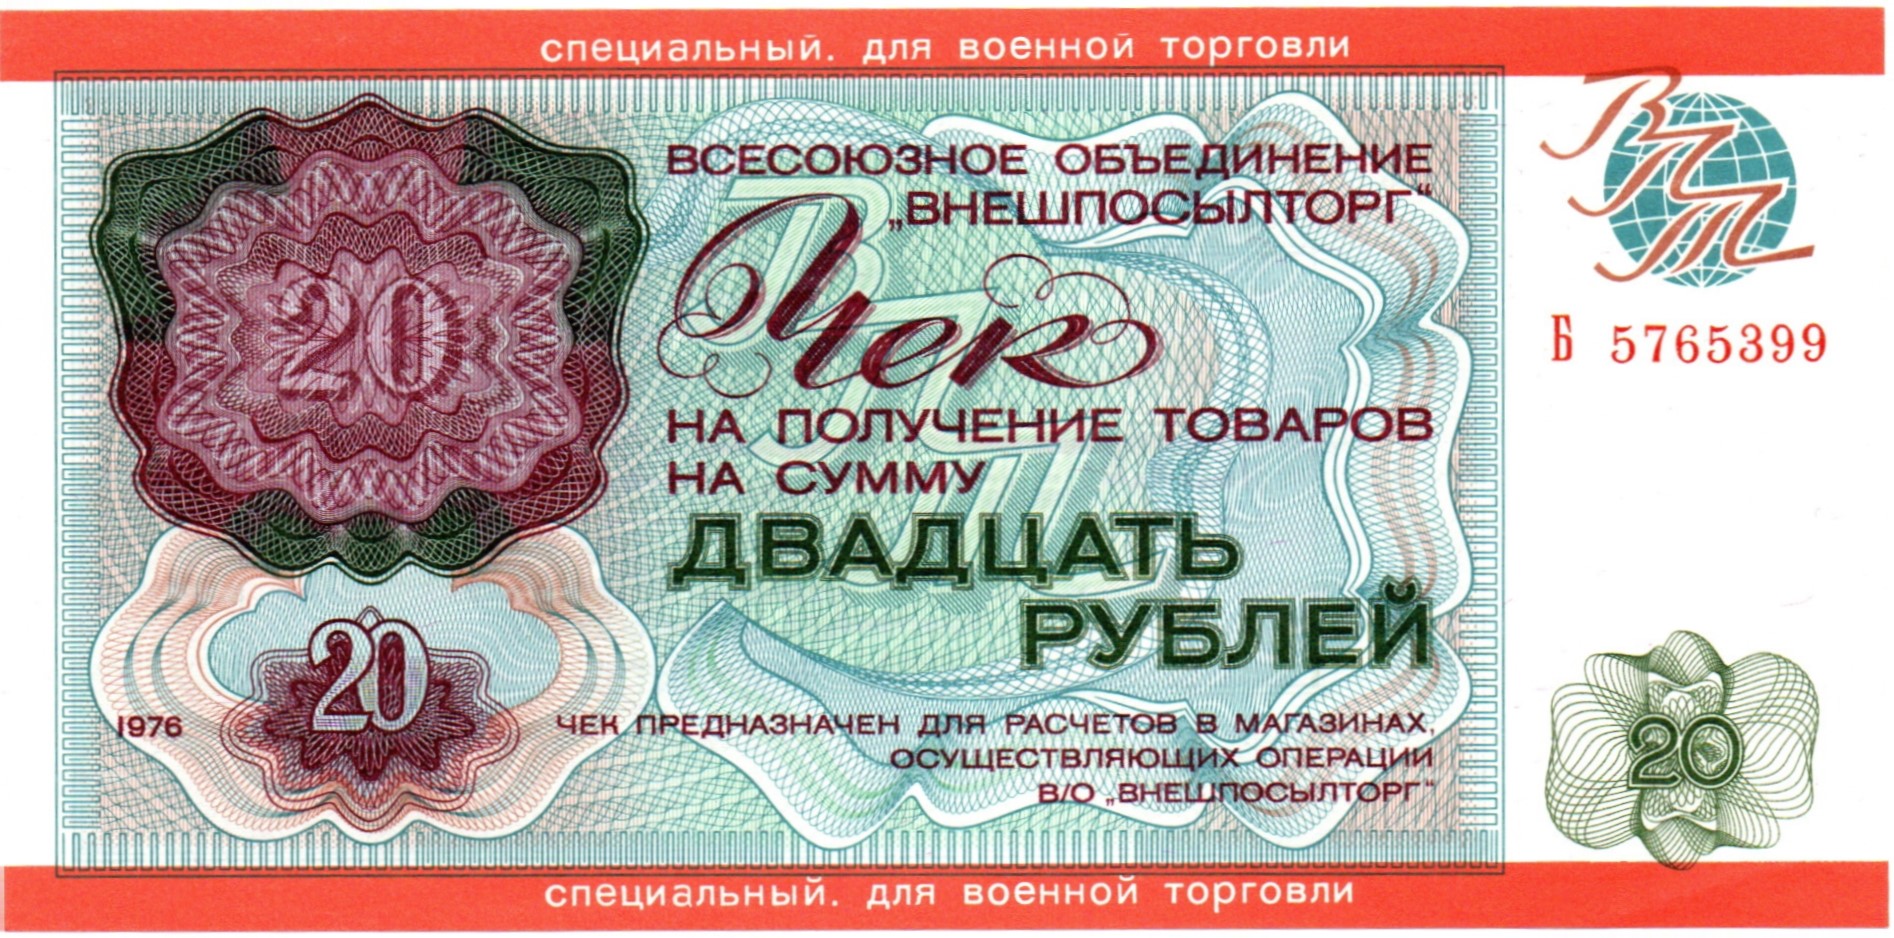 специальный. для военной торговли
ВПТ
ВСЕСОЮЗНОЕ ОБЪЕДИНЕНИЕ
„ВНЕШПОСЫЛТОРГ“
Чек
Б 5765399
20
НА ПОЛУЧЕНИЕ ТОВАРОВ
НА СУММУ
ДВАДЦАТЬ
РУБЛЕЙ
20
20
1976
ЧЕК ПРЕДНАЗНАЧЕН ДЛЯ РАСЧЕТОВ В МАГАЗИНАХ,
ОСУЩЕСТВЛЯЮЩИХ ОПЕРАЦИИ
В/О „ВНЕШПОСЫЛТОРГ“
специальный. для военной торговли